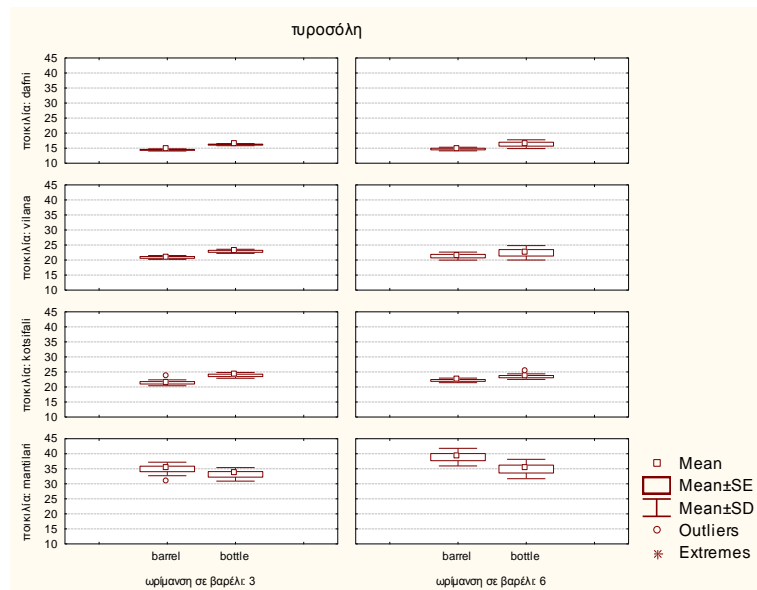 πυροσόλη
ποικιλία: dafni
45
40
35
30
25
20
15
10
ποικιλία: vilana
45
40
35
30
25
20
15
10
ποικιλία: kotsifali
45
40
35
30
25
20
15
10
ποικιλία: mantilari
45
40
35
30
25
20
15
10
barrel bottle
ωρίμανση σε βαρέλι: 3
barrel bottle
ωρίμανση σε βαρέλι: 6
Mean
Mean±SE
Mean±SD
Outliers
Extremes